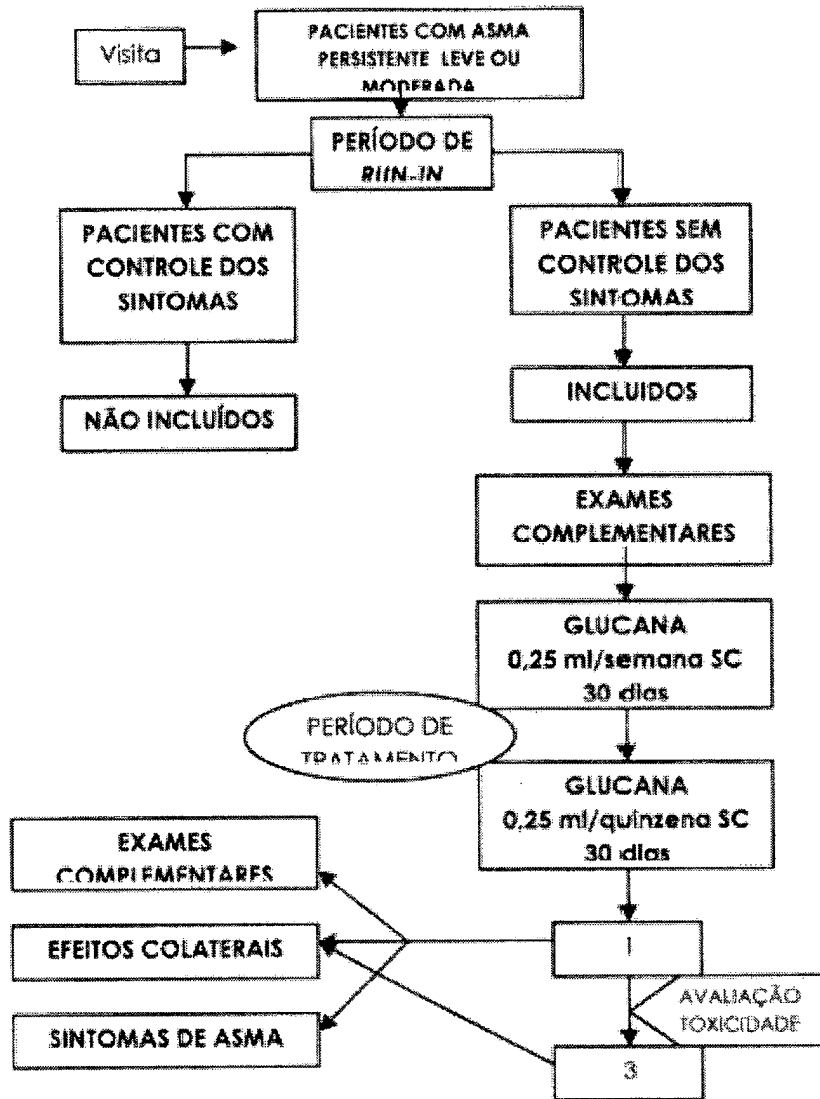 Visita
PACIENTES COM ASMA
PERSISTENTE LEVE OU
MODERADA
PERÍODO DE
RUN-IN
PACIENTES COM
CONTROLE DOS
SINTOMAS
PACIENTES SEM
CONTROLE DOS
SINTOMAS
NÃO INCLUÍDOS
INCLUIDOS
EXAMES
COMPLEMENTARES
GLUCANA
0,25 ml/semana SC
30 dias
PERÍODO DE
TRATAMENTO
GLUCANA
0,25 ml/quinzena SC
30 dias
EXAMES
COMPLEMENTARES
EFEITOS COLATERAIS
SINTOMAS DE ASMA
1
AVALIAÇÃO
TOXICIDADE
3